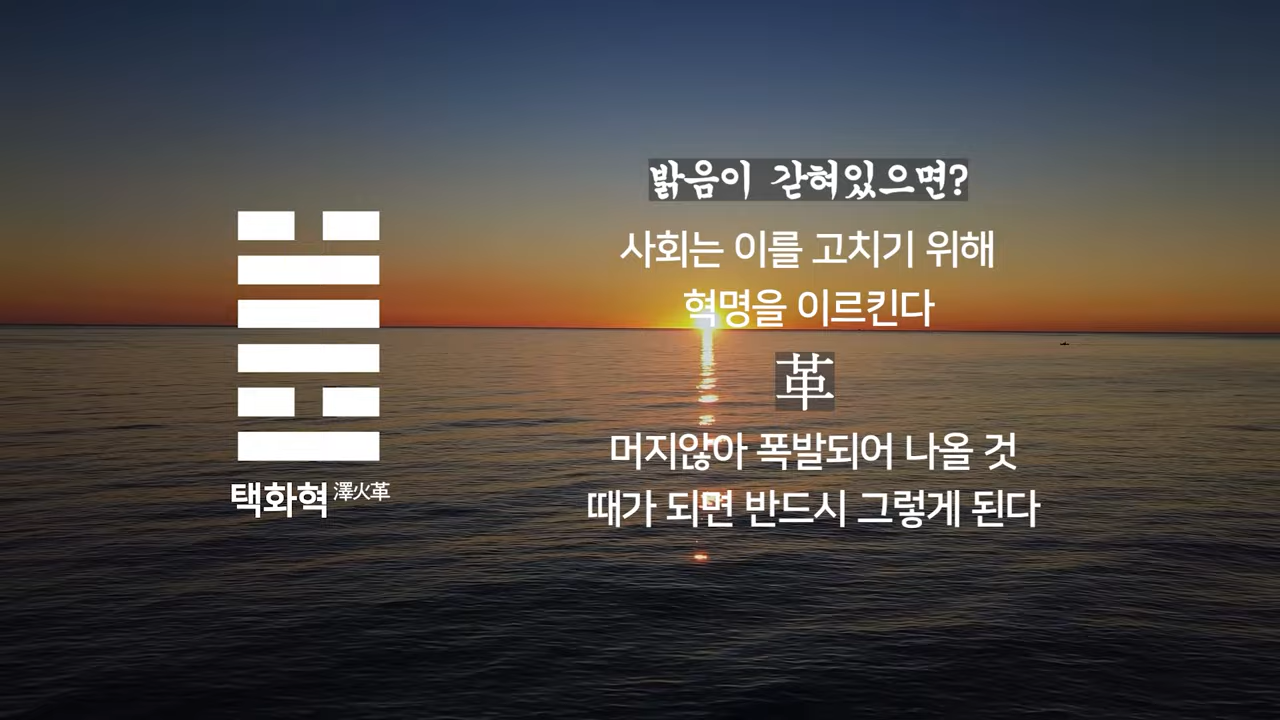 밝음이 갇혀있으면?
사회는 이를 고치기 위해
혁명을 이르킨다
革
머지않아 폭발되어 나올 것
때가 되면 반드시 그렇게 된다
택화혁 澤火革